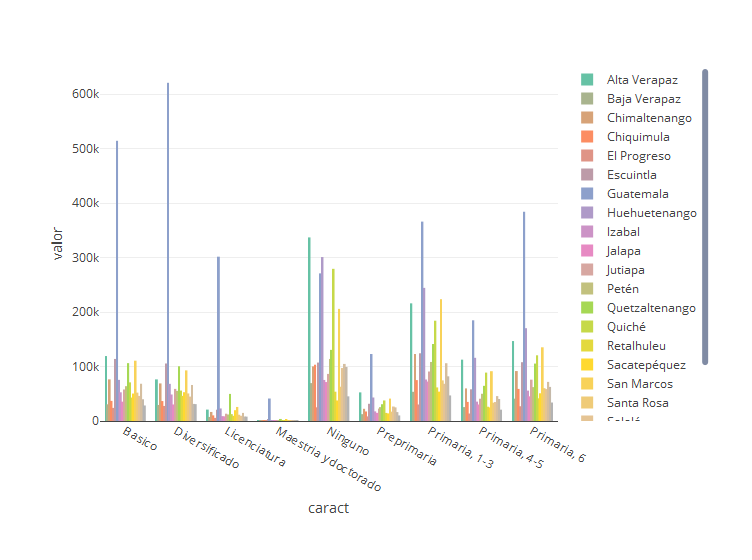 600k
500k
400k
300k
200k
100k
0
valor
Basico
Diversificado
Licenciatura
Maestria y doctorado
Ninguno
Preprimaria
Primaria, 1-3
Primaria, 4-5
Primaria, 6
caract
Alta Verapaz
Baja Verapaz
Chimaltenango
Chiquimula
El Progreso
Escuintla
Guatemala
Huehuetenango
Izabal
Jalapa
Jutiapa
Petén
Quetzaltenango
Quiché
Retalhuleu
Sacatepéquez
San Marcos
Santa Rosa